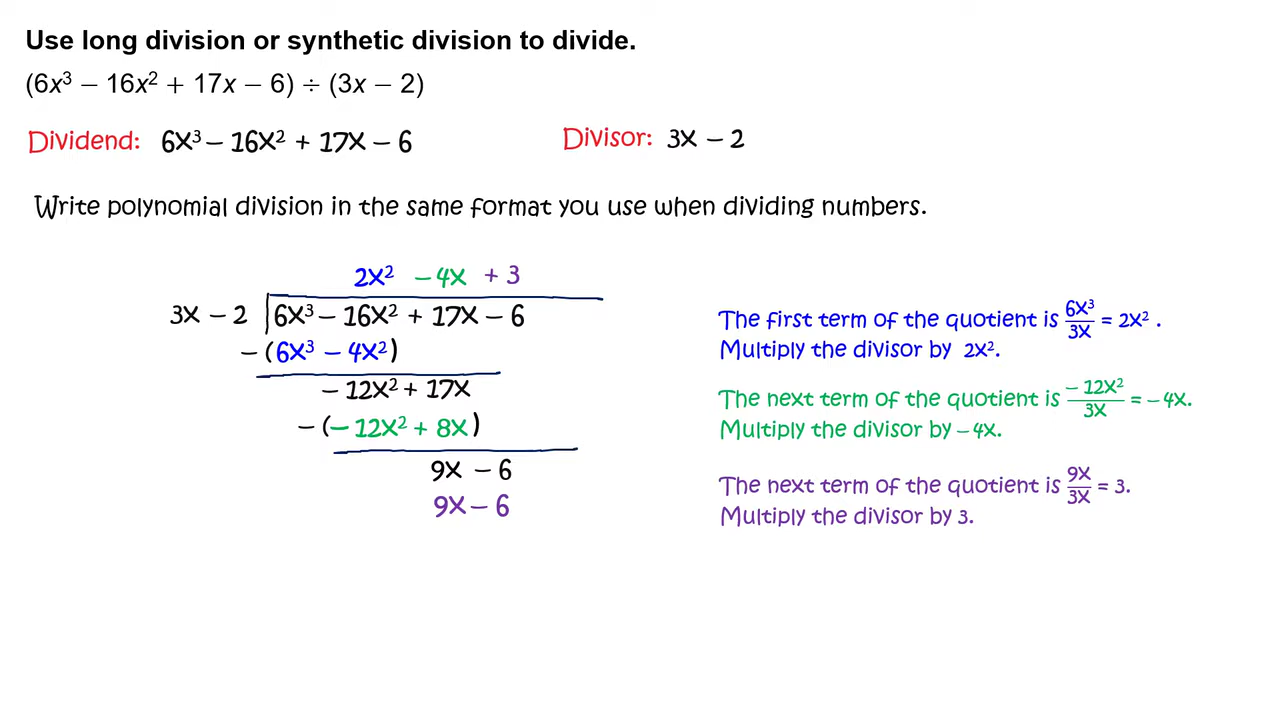 Use long division or synthetic division to divide.
(6x³ − 16x² + 17x − 6) ÷ (3x − 2)
Dividend: 6x³ − 16x² + 17x − 6
Divisor: 3x − 2
Write polynomial division in the same format you use when dividing numbers.
2x² − 4x + 3
3x − 2 6x³ − 16x² + 17x − 6
− (6x³ − 4x²)
− 12x² + 17x
− (− 12x² + 8x)
9x − 6
9x − 6
The first term of the quotient is 6x³/3x = 2x² .
Multiply the divisor by 2x².
The next term of the quotient is − 12x²/3x = − 4x.
Multiply the divisor by − 4x.
The next term of the quotient is 9x/3x = 3.
Multiply the divisor by 3.